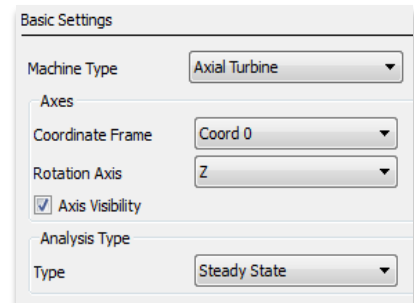 Basic Settings
Machine Type Axial Turbine
Axes
Coordinate Frame Coord 0
Rotation Axis Z
Axis Visibility
Analysis Type
Type Steady State